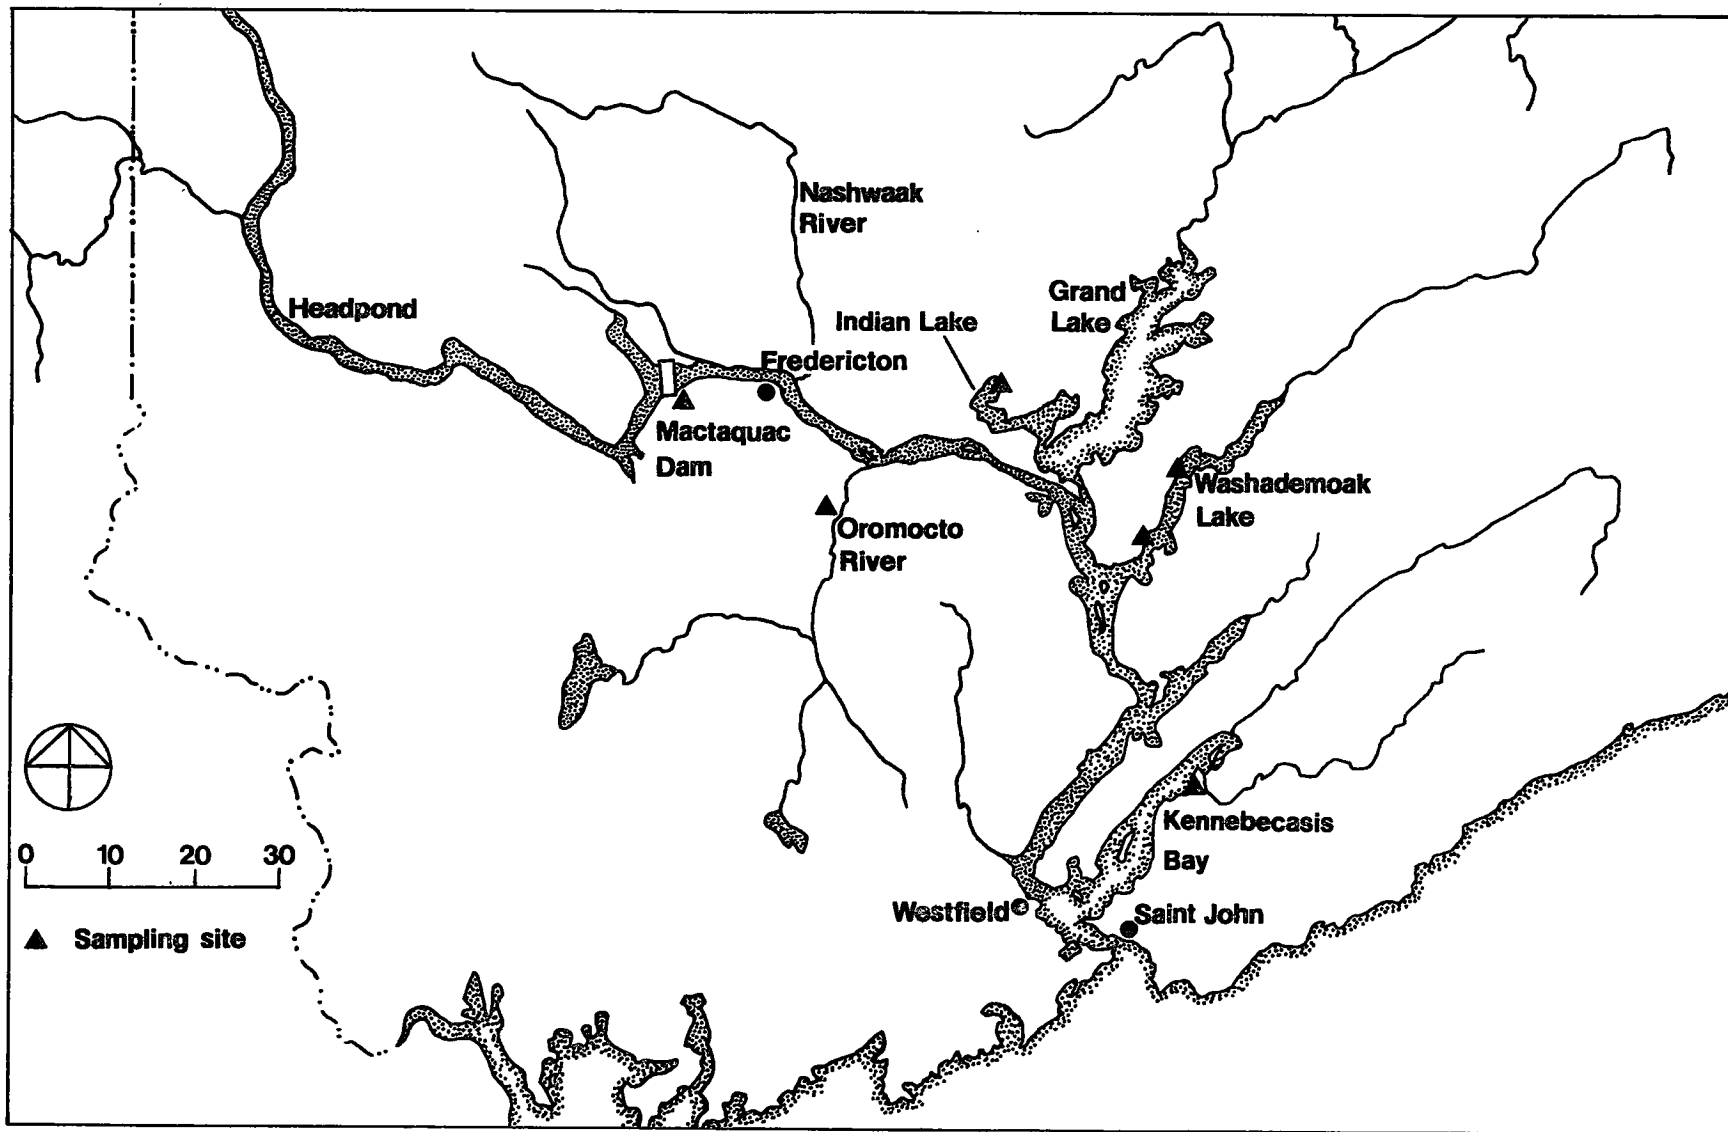 Nashwaak
River
Headpond
Grand
Lake
Indian Lake
Fredericton
Mactaquac
Dam
Washademoak
Lake
Oromocto
River
Kennebecasis
Bay
0 10 20 30
Westfield
Saint John
Sampling site